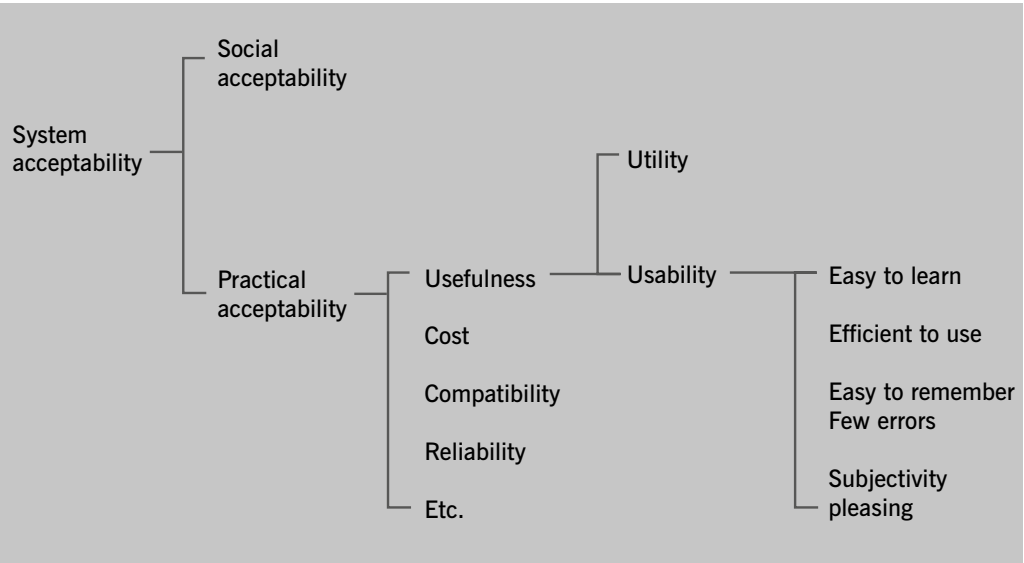 Social
acceptability
System
acceptability
Utility
Practical
acceptability
Usefulness
Usability
Easy to learn
Cost
Efficient to use
Compatibility
Easy to remember
Few errors
Reliability
Subjectivity
pleasing
Etc.